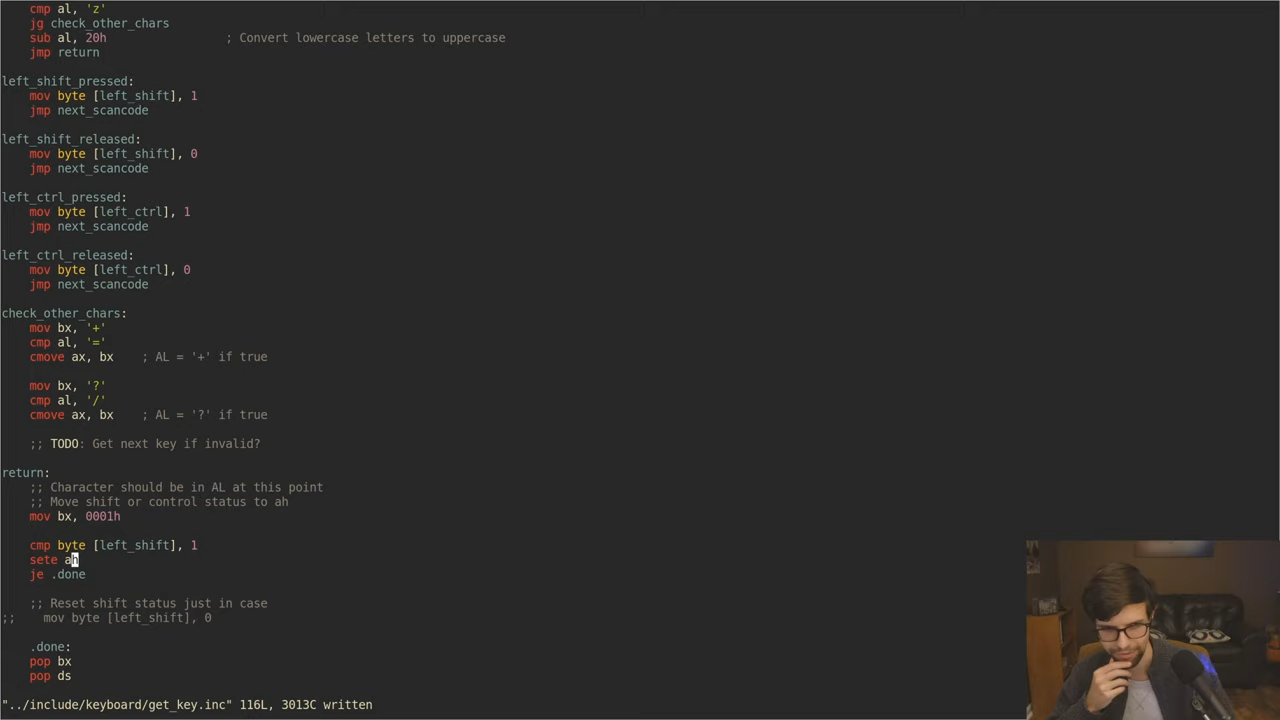 cmp al, 'z'
jg check_other_chars
sub al, 20h ; Convert lowercase letters to uppercase
jmp return
left_shift_pressed:
mov byte [left_shift], 1
jmp next_scancode
left_shift_released:
mov byte [left_shift], 0
jmp next_scancode
left_ctrl_pressed:
mov byte [left_ctrl], 1
jmp next_scancode
left_ctrl_released:
mov byte [left_ctrl], 0
jmp next_scancode
check_other_chars:
mov bx, '+'
cmp al, '='
cmove ax, bx ; AL = '+' if true
mov bx, '?'
cmp al, '/'
cmove ax, bx ; AL = '?' if true
;; TODO: Get next key if invalid?
return:
;; Character should be in AL at this point
;; Move shift or control status to ah
mov bx, 0001h
cmp byte [left_shift], 1
sete ah
je .done
;; Reset shift status just in case
;; mov byte [left_shift], 0
.done:
pop bx
pop ds
"../include/keyboard/get_key.inc" 116L, 3013C written